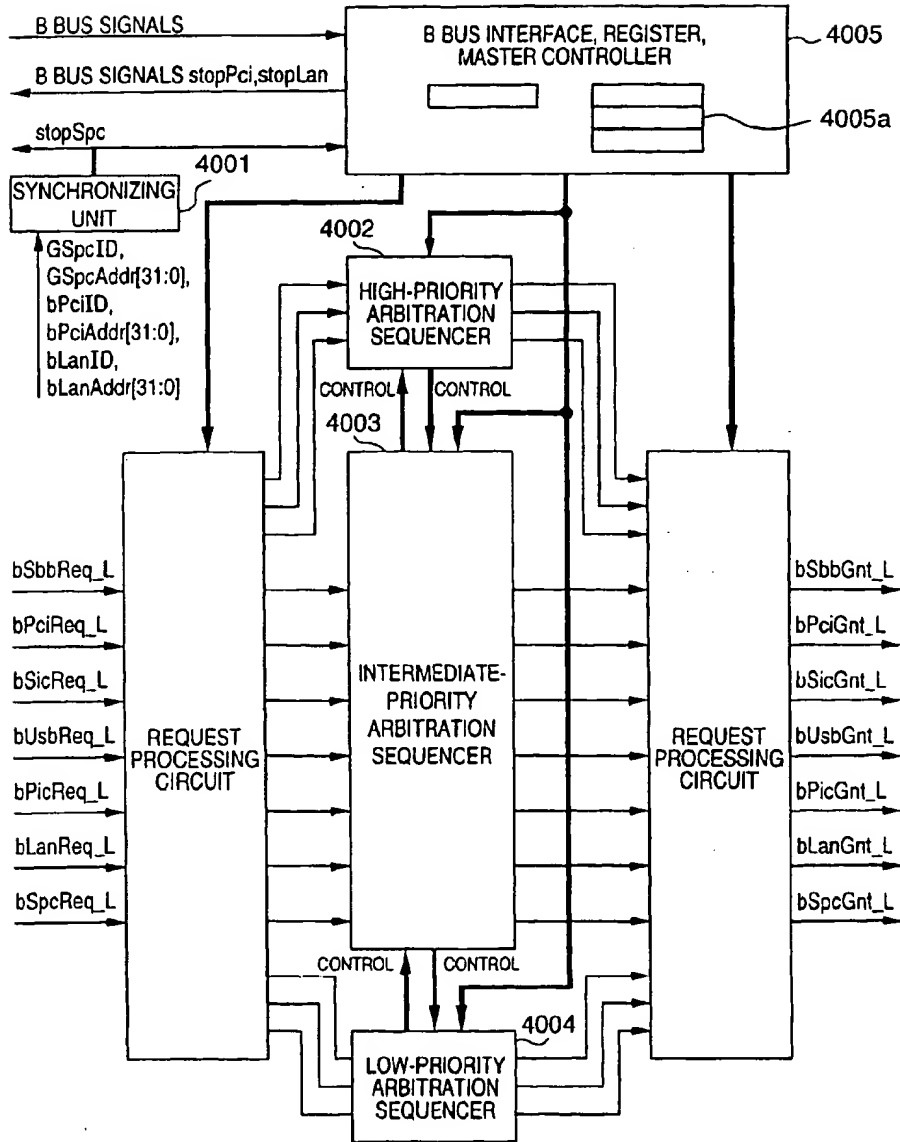 B BUS SIGNALS
B BUS SIGNALS stopPci,stopLan
stopSpc
B BUS INTERFACE, REGISTER,
MASTER CONTROLLER
4005
4005a
SYNCHRONIZING
UNIT
4001
GSpcID,
GSpcAddr[31:0],
bPciID,
bPciAddr[31:0],
bLanID,
bLanAddr[31:0]
4002
HIGH-PRIORITY
ARBITRATION
SEQUENCER
CONTROL
CONTROL
4003
bSbbReq_L
bPciReq_L
bSicReq_L
bUsbReq_L
bPicReq_L
bLanReq_L
bSpcReq_L
REQUEST
PROCESSING
CIRCUIT
INTERMEDIATE-
PRIORITY
ARBITRATION
SEQUENCER
REQUEST
PROCESSING
CIRCUIT
bSbbGnt_L
bPciGnt_L
bSicGnt_L
bUsbGnt_L
bPicGnt_L
bLanGnt_L
bSpcGnt_L
CONTROL
CONTROL
4004
LOW-PRIORITY
ARBITRATION
SEQUENCER